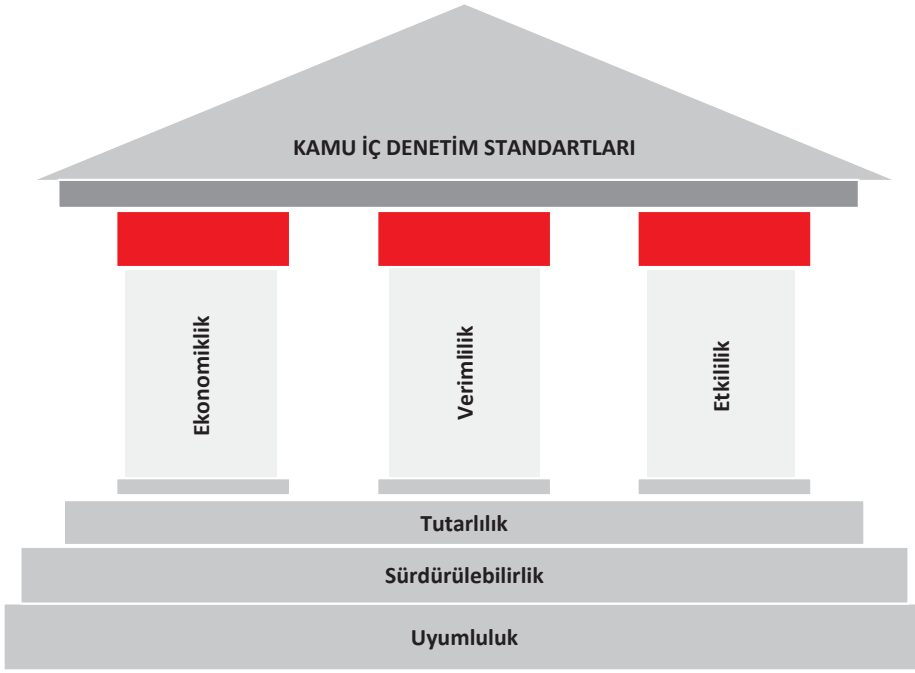 KAMU İÇ DENETİM STANDARTLARI
Ekonomiklik
Verimlilik
Etkililik
Tutarlılık
Sürdürülebilirlik
Uyumluluk